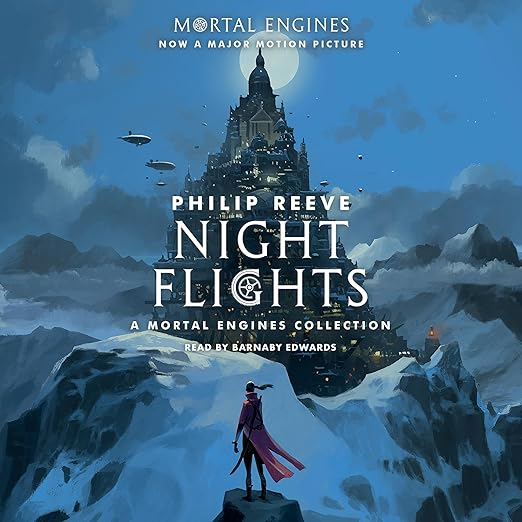 MORTAL ENGINES
NOW A MAJOR MOTION PICTURE
PHILIP REEVE
NIGHT
FLIGHTS
A MORTAL ENGINES COLLECTION
READ BY BARNABY EDWARDS